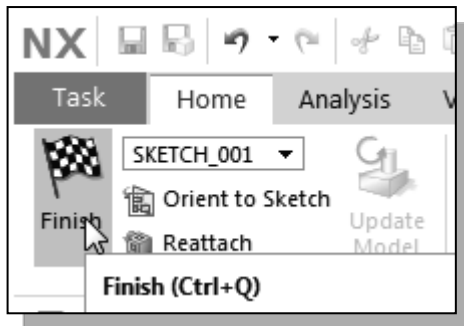 NX
Task Home Analysis
SKETCH_001
Orient to Sketch
Finish
Reattach
Update
Model
Finish (Ctrl+Q)